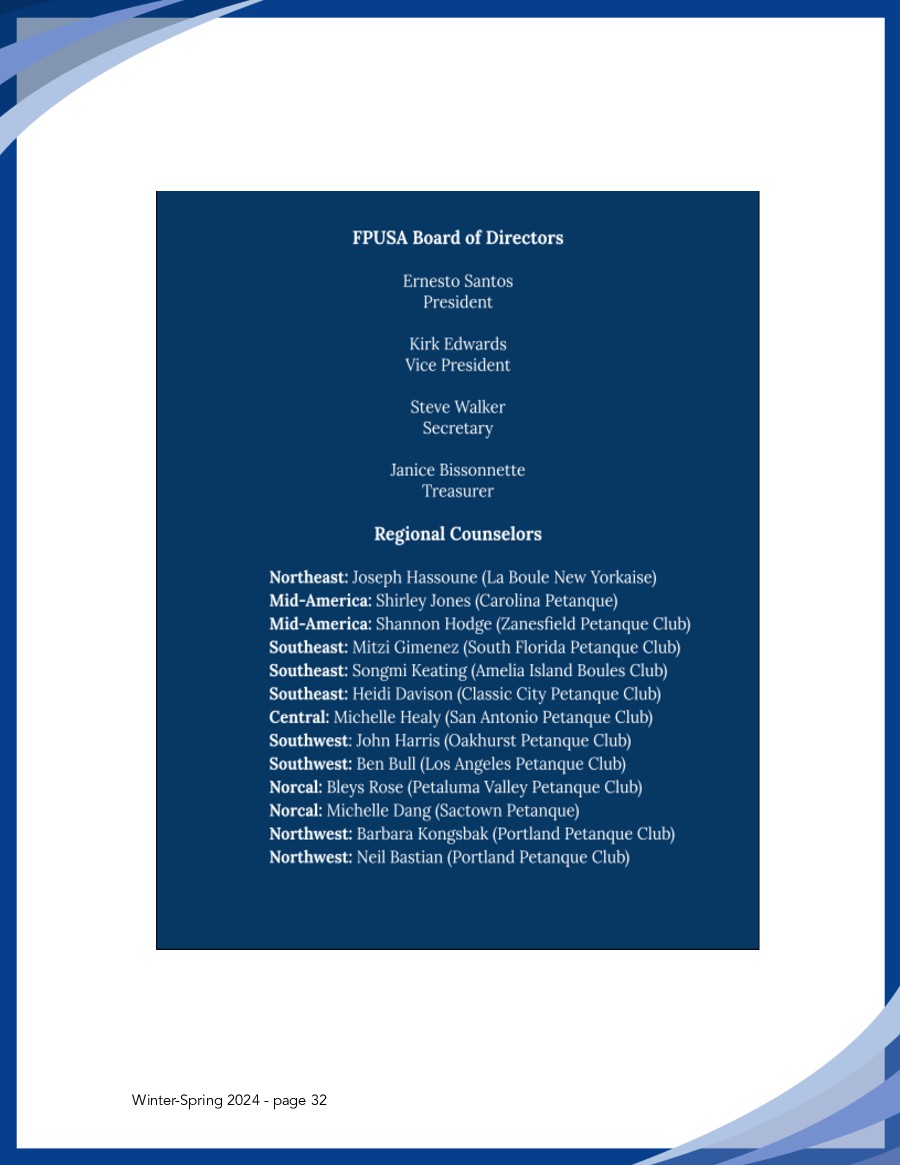 FPUSA Board of Directors
Ernesto Santos
President
Kirk Edwards
Vice President
Steve Walker
Secretary
Janice Bissonnette
Treasurer
Regional Counselors
Northeast: Joseph Hassoune (La Boule New Yorkaise)
Mid-America: Shirley Jones (Carolina Petanque)
Mid-America: Shannon Hodge (Zanesfield Petanque Club)
Southeast: Mitzi Gimenez (South Florida Petanque Club)
Southeast: Songmi Keating (Amelia Island Boules Club)
Southeast: Heidi Davison (Classic City Petanque Club)
Central: Michelle Healy (San Antonio Petanque Club)
Southwest: John Harris (Oakhurst Petanque Club)
Southwest: Ben Bull (Los Angeles Petanque Club)
Norcal: Bleys Rose (Petaluma Valley Petanque Club)
Norcal: Michelle Dang (Sactown Petanque)
Northwest: Barbara Kongsbak (Portland Petanque Club)
Northwest: Neil Bastian (Portland Petanque Club)
Winter-Spring 2024 - page 32